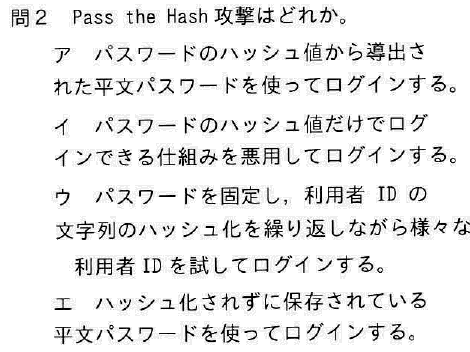 問2　Pass the Hash 攻撃はどれか。
ア　パスワードのハッシュ値から導出さ
れた平文パスワードを使ってログインする。
イ　パスワードのハッシュ値だけでログ
インできる仕組みを悪用してログインする。
ウ　パスワードを固定し，利用者 ID の
文字列のハッシュ化を繰り返しながら様々な
利用者 ID を試してログインする。
エ　ハッシュ化されずに保存されている
平文パスワードを使ってログインする。